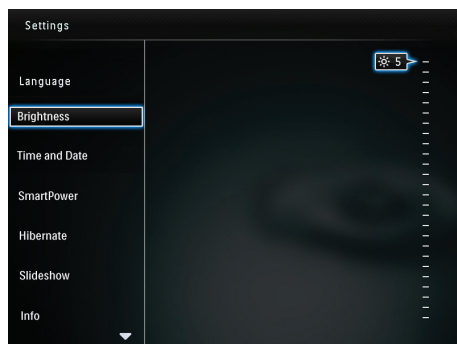 Settings
Language
5
Brightness
Time and Date
SmartPower
Hibernate
Slideshow
Info